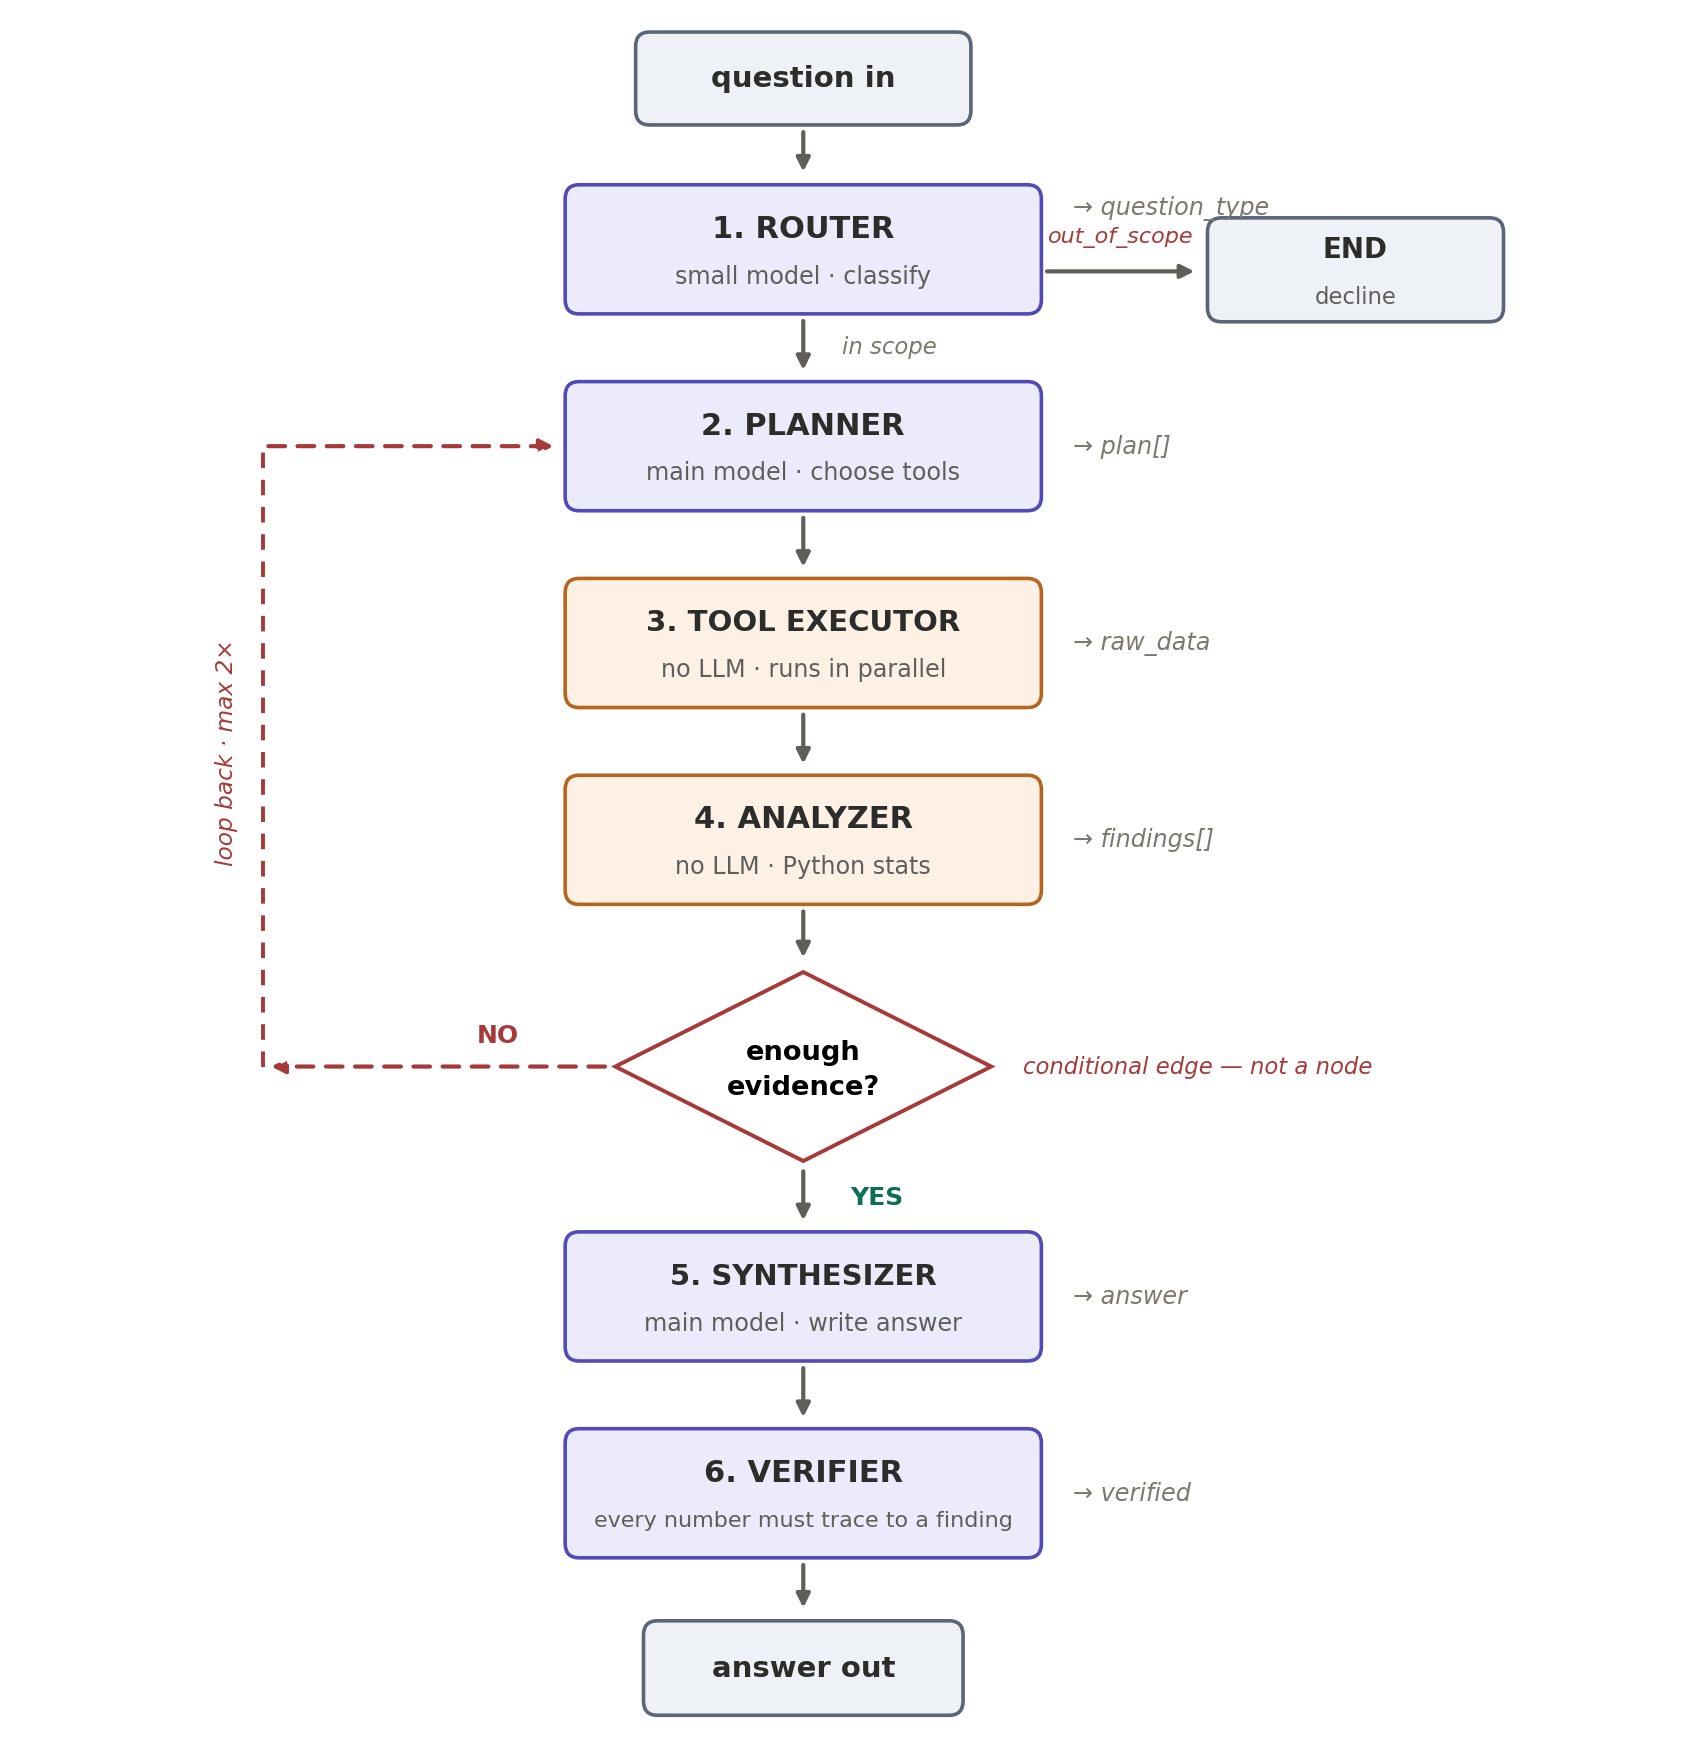 question in
1. ROUTER
small model · classify
→ question_type
out_of_scope
END
decline
in scope
2. PLANNER
main model · choose tools
→ plan[]
3. TOOL EXECUTOR
no LLM · runs in parallel
→ raw_data
loop back · max 2×
4. ANALYZER
no LLM · Python stats
→ findings[]
enough
evidence?
NO
conditional edge — not a node
YES
5. SYNTHESIZER
main model · write answer
→ answer
6. VERIFIER
every number must trace to a finding
→ verified
answer out